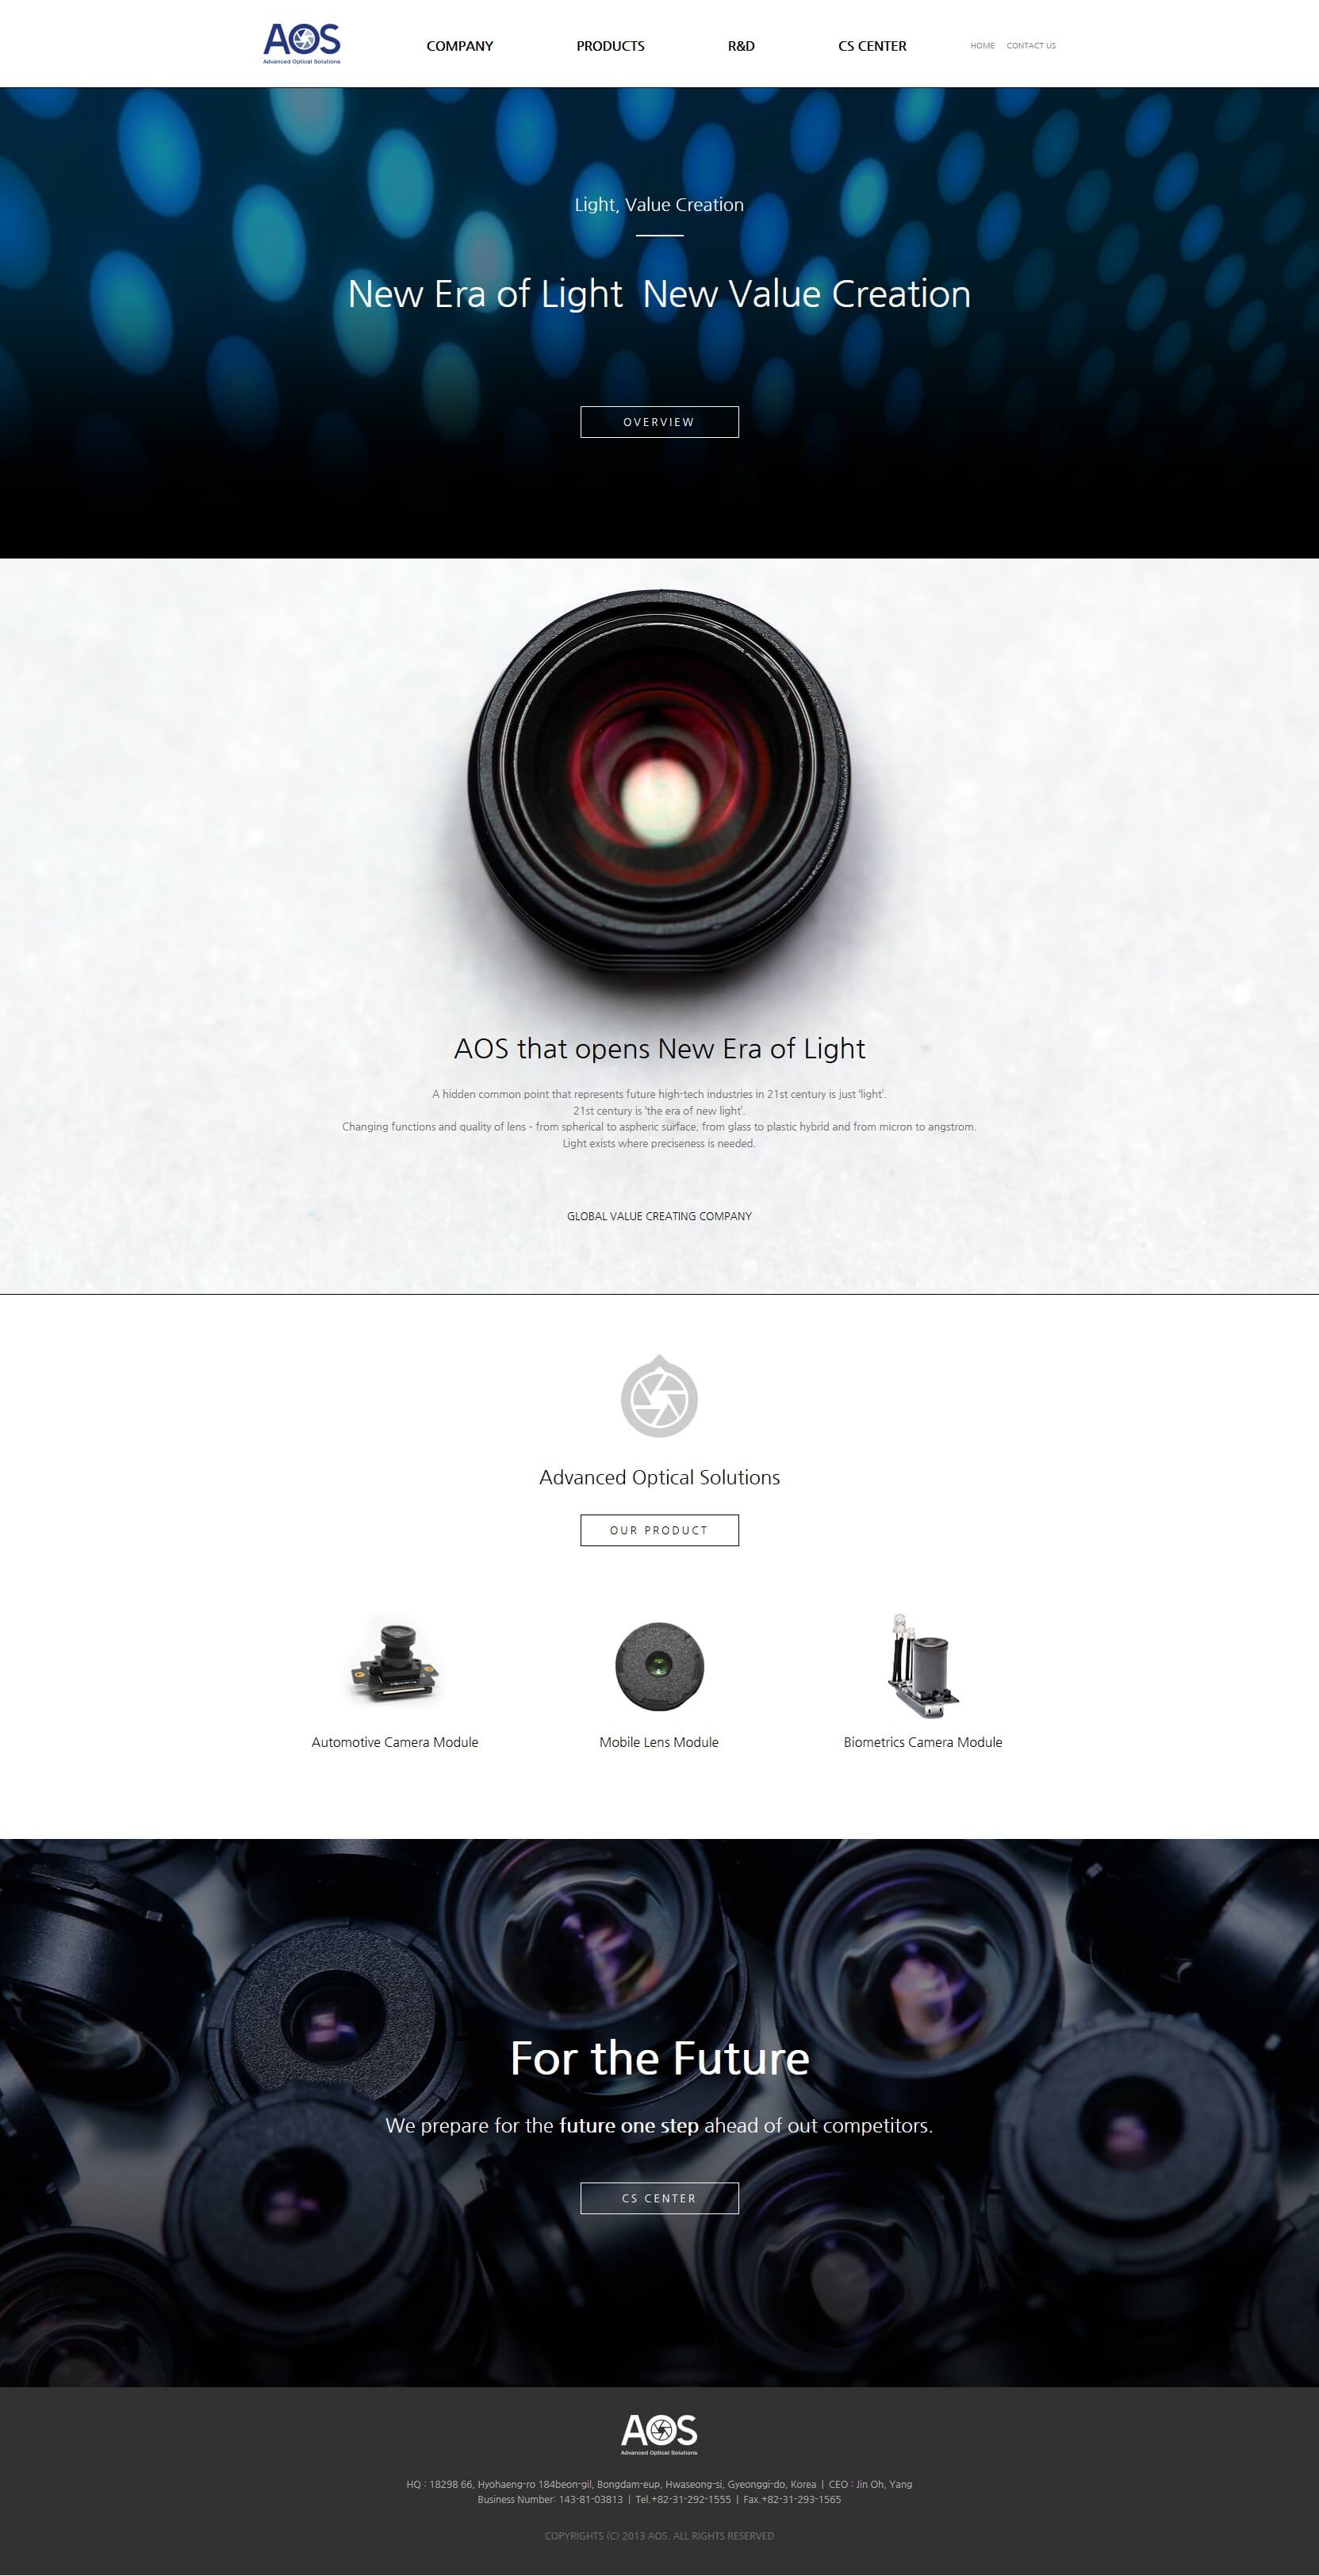 AOS
Advanced Optical Solutions
COMPANY
PRODUCTS
R&D
CS CENTER
HOME
CONTACT US
Light, Value Creation
New Era of Light New Value Creation
OVERVIEW
AOS that opens New Era of Light
A hidden common point that represents future high-tech industries in 21st century is just ‘light’.
21st century is ‘the era of new light’.
Changing functions and quality of lens - from spherical to aspheric surface, from glass to plastic hybrid and from micron to angstrom.
Light exists where preciseness is needed.
GLOBAL VALUE CREATING COMPANY
Advanced Optical Solutions
OUR PRODUCT
Automotive Camera Module
Mobile Lens Module
Biometrics Camera Module
For the Future
We prepare for the future one step ahead of out competitors.
CS CENTER
AOS
Advanced Optical Solutions
HQ : 18298 66, Hyohaeng-ro 184beon-gil, Bongdam-eup, Hwaseong-si, Gyeonggi-do, Korea | CEO : Jin Oh, Yang
Business Number: 143-81-03813 | Tel.+82-31-292-1555 | Fax.+82-31-293-1565
COPYRIGHTS (C) 2013 AOS. ALL RIGHTS RESERVED